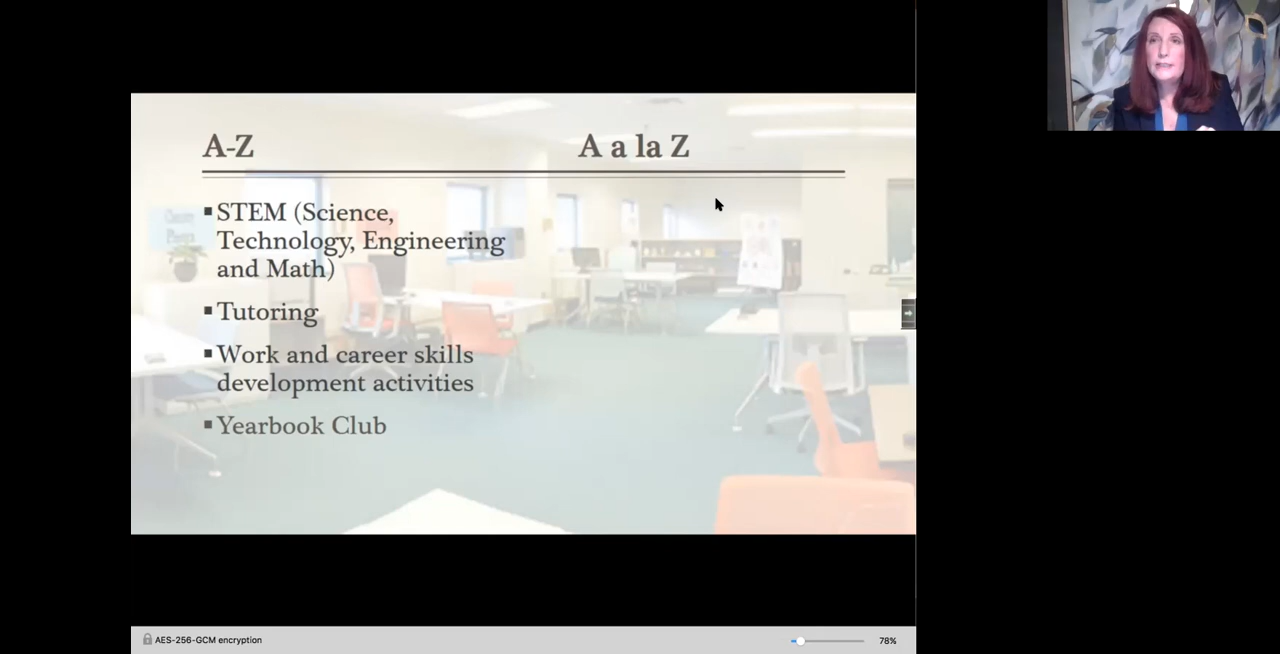 A-Z
A a la Z
▪STEM (Science,
Technology, Engineering
and Math)
▪Tutoring
▪Work and career skills
development activities
▪Yearbook Club
AES-256-GCM encryption
78%